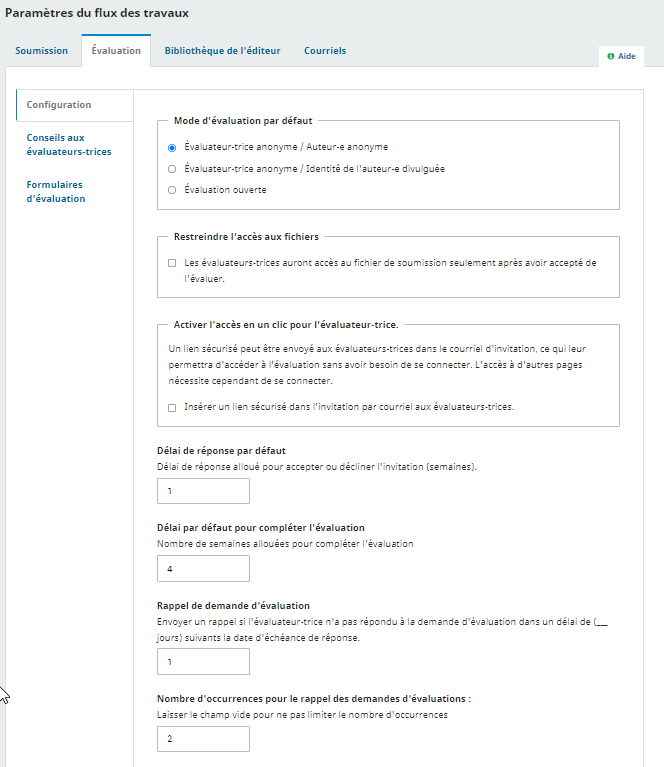 Paramètres du flux des travaux
Soumission
Évaluation
Bibliothèque de l'éditeur
Courriels
Aide
Configuration
Conseils aux
évaluateurs-trices
Formulaires
d'évaluation
Mode d'évaluation par défaut
Évaluateur-trice anonyme / Auteur-e anonyme
Évaluateur-trice anonyme / Identité de l'auteur-e divulguée
Évaluation ouverte
Restreindre l'accès aux fichiers
Les évaluateurs-trices auront accès au fichier de soumission seulement après avoir accepté de
l'évaluer.
Activer l'accès en un clic pour l'évaluateur-trice.
Un lien sécurisé peut être envoyé aux évaluateurs-trices dans le courriel d'invitation, ce qui leur
permettra d'accéder à l'évaluation sans avoir besoin de se connecter. L'accès à d'autres pages
nécessite cependant de se connecter.
Insérer un lien sécurisé dans l'invitation par courriel aux évaluateurs-trices.
Délai de réponse par défaut
Délai de réponse alloué pour accepter ou décliner l'invitation (semaines).
1
Délai par défaut pour compléter l'évaluation
Nombre de semaines allouées pour compléter l'évaluation
4
Rappel de demande d'évaluation
Envoyer un rappel si l'évaluateur-trice n'a pas répondu à la demande d'évaluation dans un délai de (___
jours) suivants la date d'échéance de réponse.
1
Nombre d'occurrences pour le rappel des demandes d'évaluations :
Laisser le champ vide pour ne pas limiter le nombre d'occurrences
2